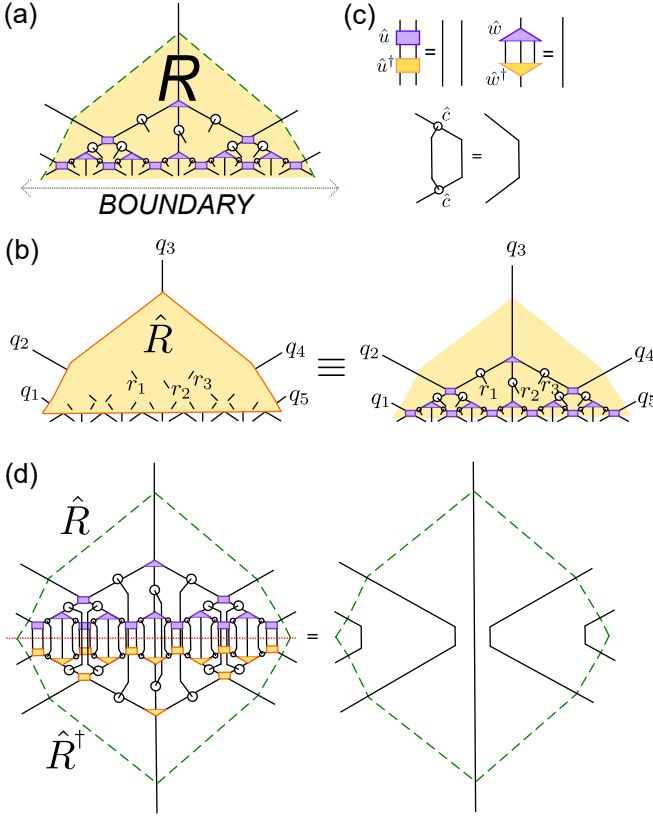 (a)
R
BOUNDARY
(c)
û
û†
=
ŵ
ŵ†
=
ĉ
=
ĉ
(b)
q₃
q₂
R̂
q₄
q₁
r₁
r₂
r₃
q₅
≡
q₃
q₂
q₄
q₁
r₁
r₂
r₃
q₅
(d)
R̂
=
R̂†